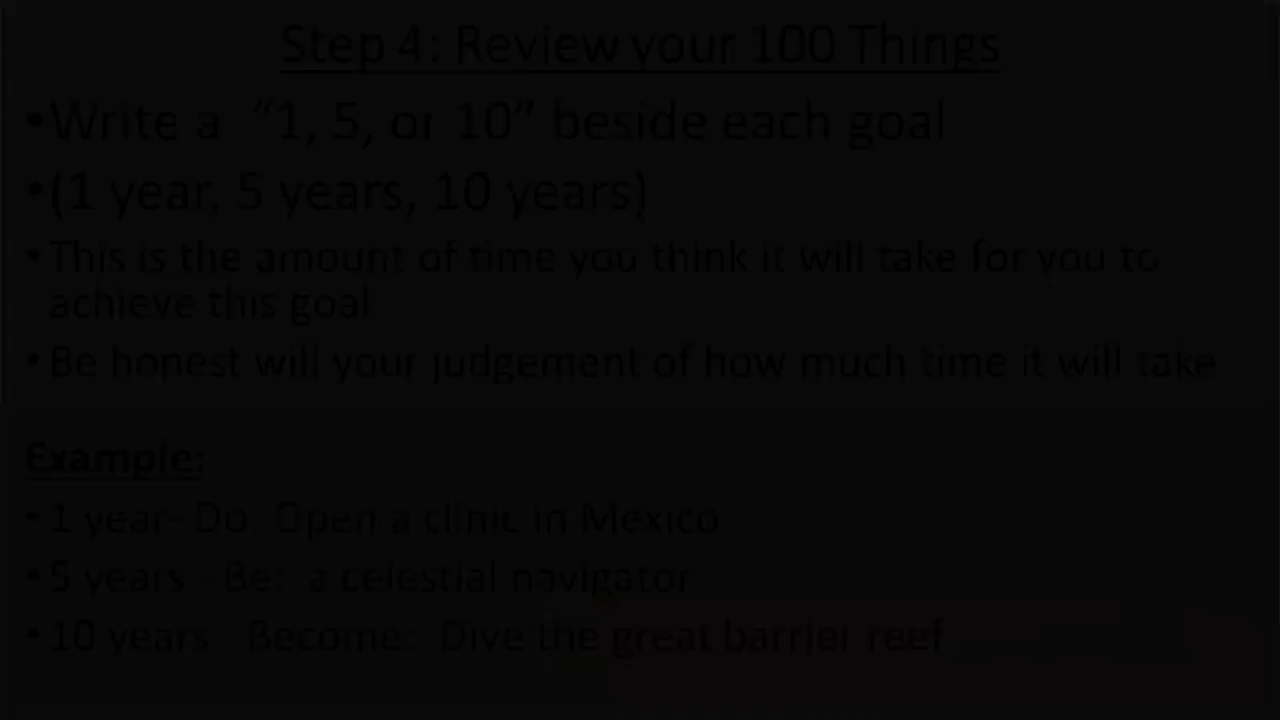 Step 4: Review your 100 Things
•Write a “1, 5, or 10” beside each goal
•(1 year, 5 years, 10 years)
•This is the amount of time you think it will take for you to
achieve this goal
•Be honest will your judgement of how much time it will take
Example:
•1 year- Do: Open a clinic in Mexico
•5 years - Be: a celestial navigator
•10 years Become: Dive the great barrier reef